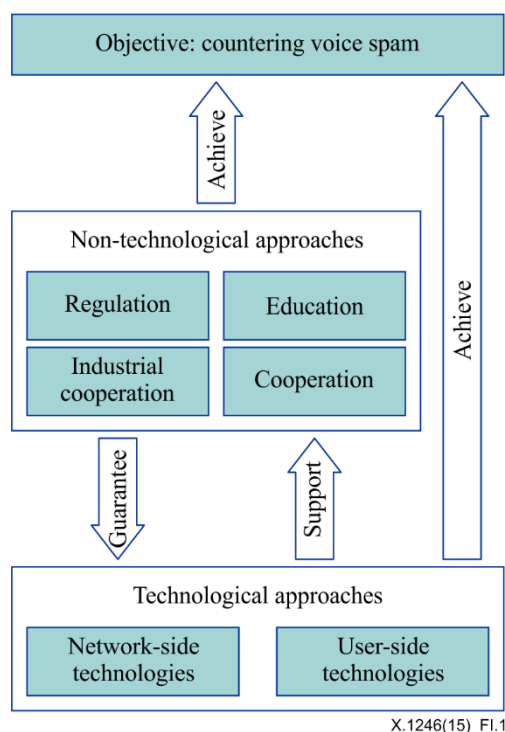 Objective: countering voice spam
Achieve
Non-technological approaches
Regulation
Education
Industrial
cooperation
Cooperation
Achieve
Guarantee
Support
Technological approaches
Network-side
technologies
User-side
technologies
X.1246(15)_FI.1